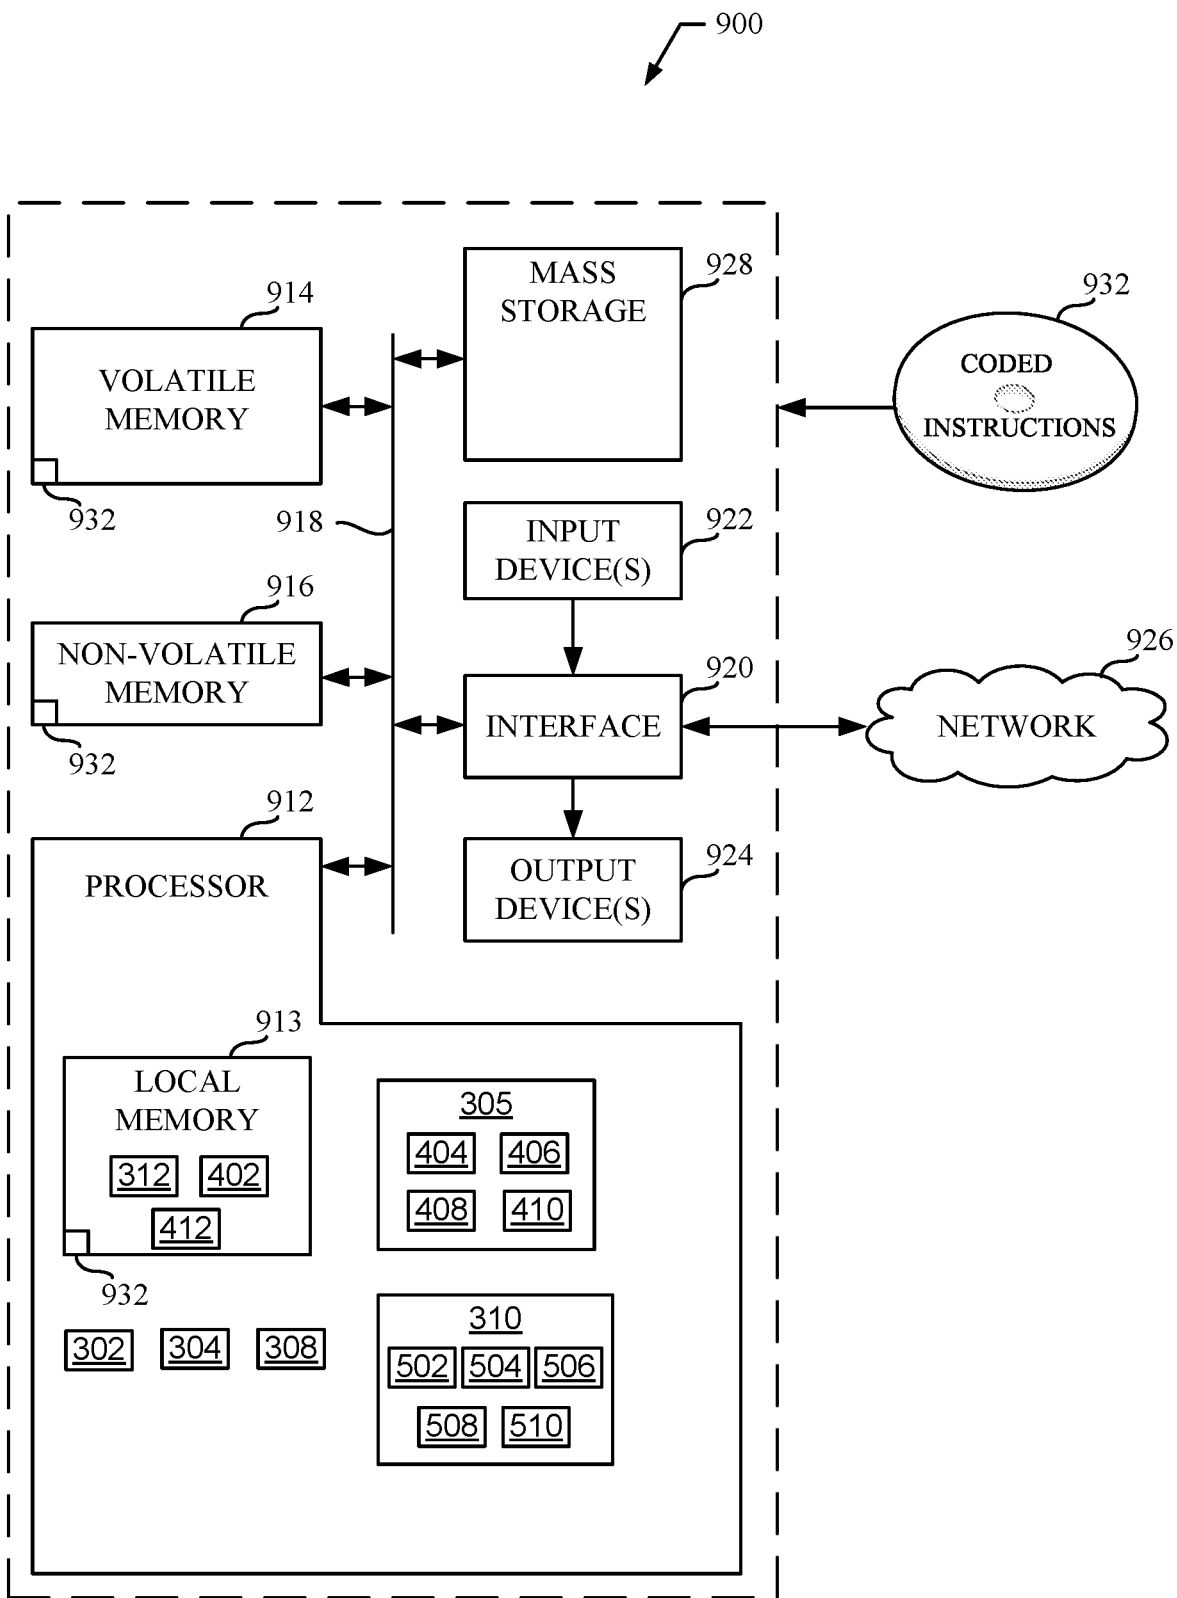 900
914
VOLATILE
MEMORY
932
MASS
STORAGE
928
932
CODED
INSTRUCTIONS
918
INPUT
DEVICE(S)
922
916
NON-VOLATILE
MEMORY
932
INTERFACE
920
926
NETWORK
912
PROCESSOR
OUTPUT
DEVICE(S)
924
913
LOCAL
MEMORY
312 402
412
932
302 304 308
305
404 406
408 410
310
502 504 506
508 510